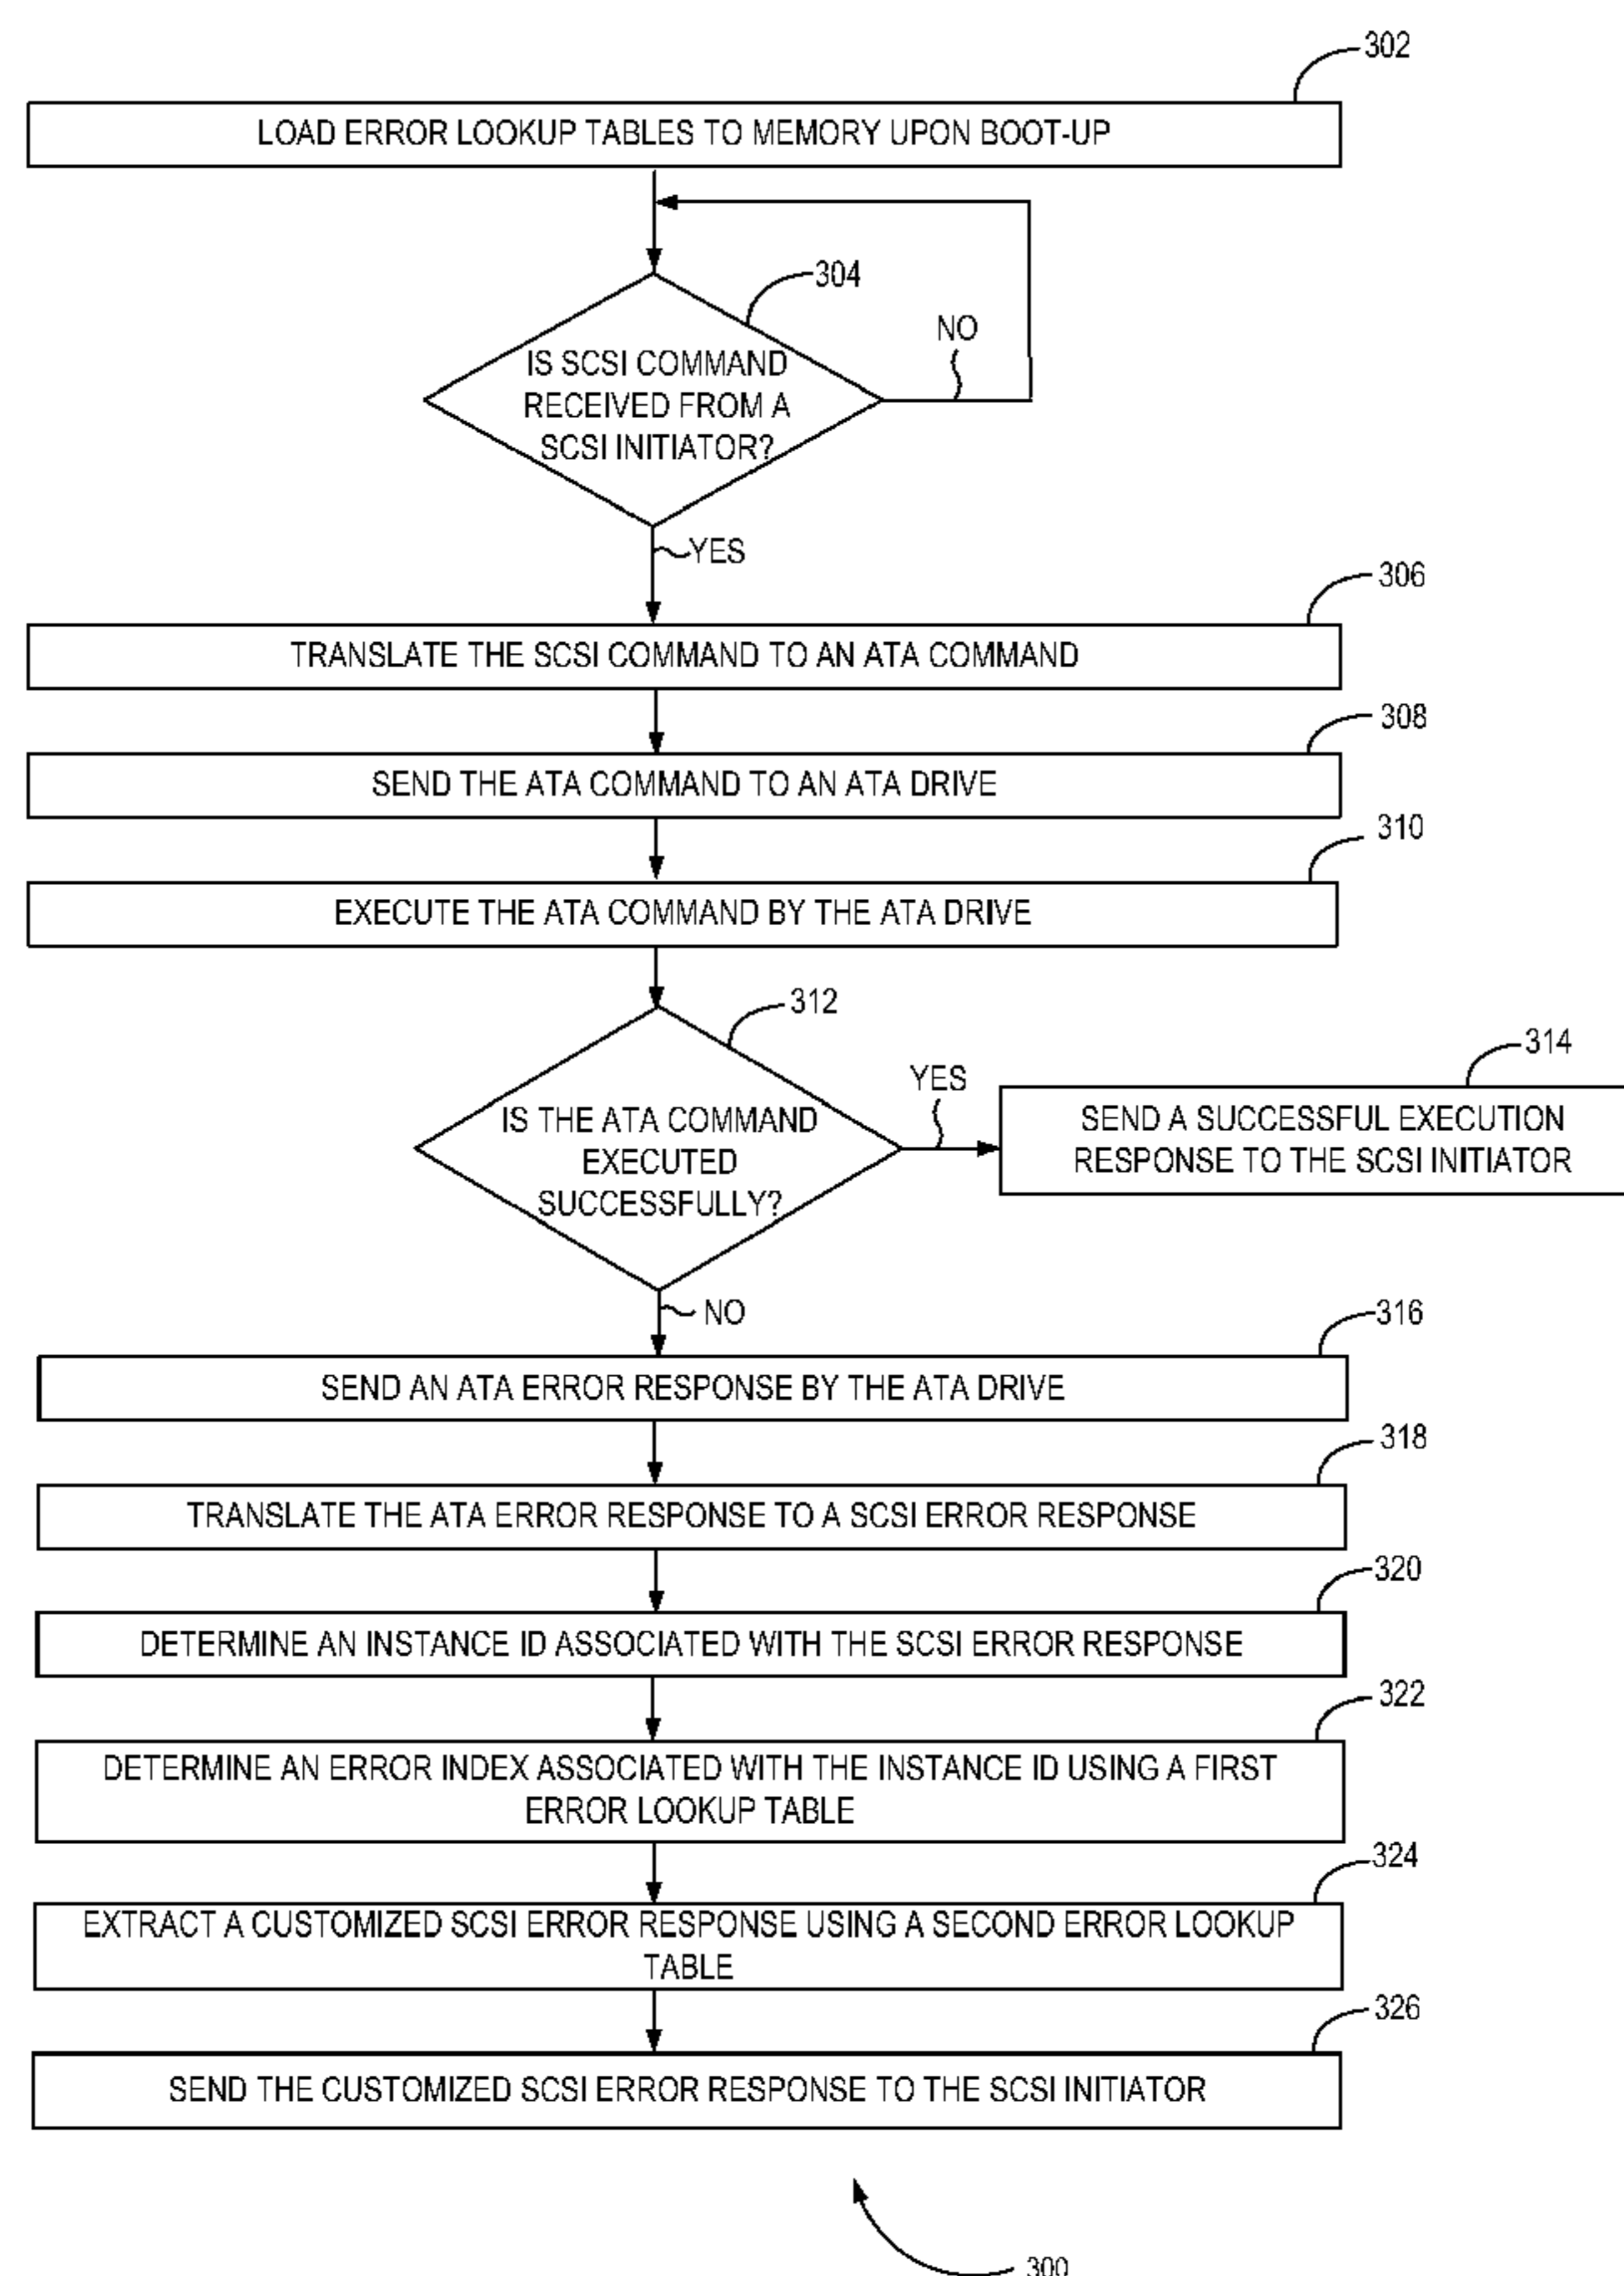 302
LOAD ERROR LOOKUP TABLES TO MEMORY UPON BOOT-UP
304
IS SCSI COMMAND
RECEIVED FROM A
SCSI INITIATOR?
NO
YES
306
TRANSLATE THE SCSI COMMAND TO AN ATA COMMAND
308
SEND THE ATA COMMAND TO AN ATA DRIVE
310
EXECUTE THE ATA COMMAND BY THE ATA DRIVE
312
IS THE ATA COMMAND
EXECUTED
SUCCESSFULLY?
YES
314
SEND A SUCCESSFUL EXECUTION
RESPONSE TO THE SCSI INITIATOR
NO
316
SEND AN ATA ERROR RESPONSE BY THE ATA DRIVE
318
TRANSLATE THE ATA ERROR RESPONSE TO A SCSI ERROR RESPONSE
320
DETERMINE AN INSTANCE ID ASSOCIATED WITH THE SCSI ERROR RESPONSE
322
DETERMINE AN ERROR INDEX ASSOCIATED WITH THE INSTANCE ID USING A FIRST
ERROR LOOKUP TABLE
324
EXTRACT A CUSTOMIZED SCSI ERROR RESPONSE USING A SECOND ERROR LOOKUP
TABLE
326
SEND THE CUSTOMIZED SCSI ERROR RESPONSE TO THE SCSI INITIATOR
300